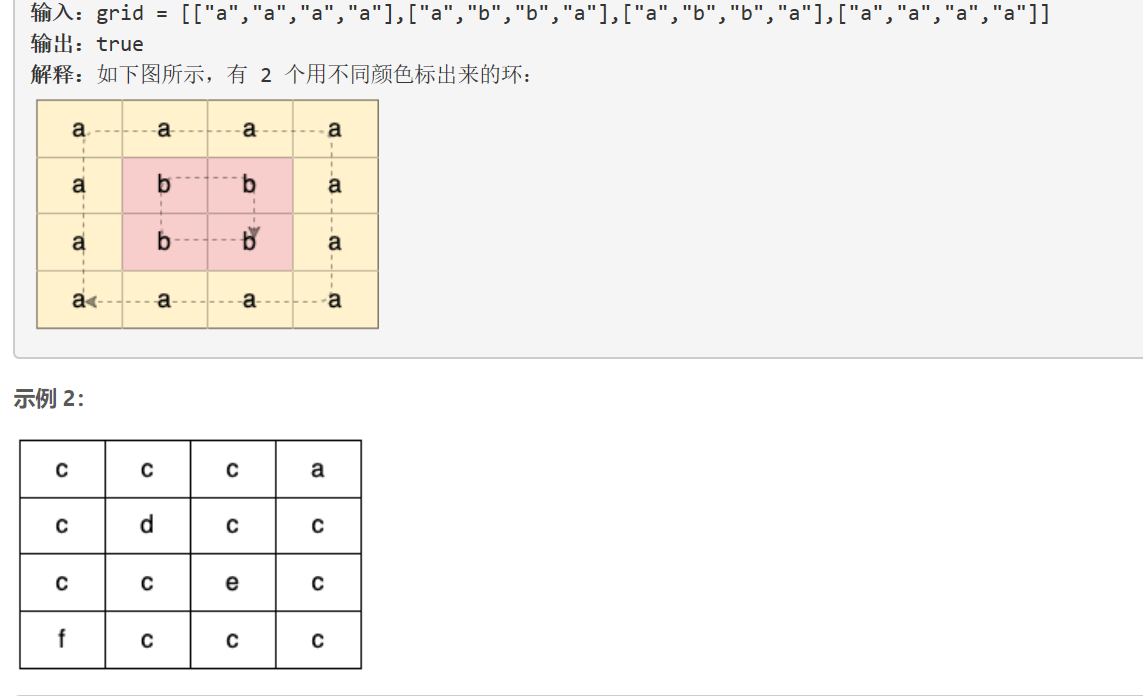 输入：grid = [["a","a","a","a"],["a","b","b","a"],["a","b","b","a"],["a","a","a","a"]]
输出：true
解释：如下图所示，有 2 个用不同颜色标出来的环：
a a a a
a b b a
a b b a
a a a a
示例 2：
c c c a
c d c c
c c e c
f c c c